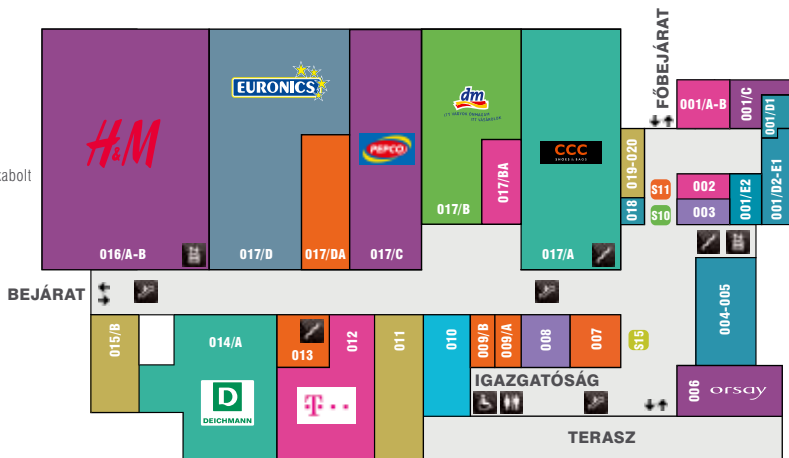 H&M
016/A-B
EURONICS
017/D
017/DA
PEPCO
017/C
dm
017/B
017/BA
CCC
SHOES & BAGS
017/A
019-020
018
FŐBEJÁRAT
S11
S10
001/A-B
001/C
001/D1
002
003
001/E2
001/D2-E1
abolt
BEJÁRAT
015/B
014/A
D
DEICHMANN
013
012
T
011
010
009/B
009/A
008
007
S15
004-005
IGAZGATÓSÁG
006
orsay
TERASZ